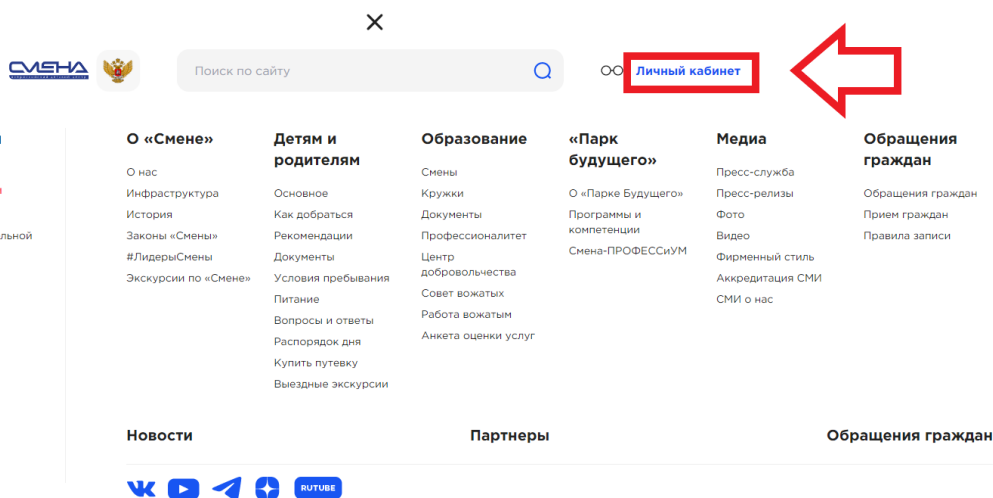 СМЕНА
Поиск по сайту
Личный кабинет
льной
О «Смене»
О нас
Инфраструктура
История
Законы «Смены»
#ЛидерыСмены
Экскурсии по «Смене»
Детям и
родителям
Основное
Как добраться
Рекомендации
Документы
Условия пребывания
Питание
Вопросы и ответы
Распорядок дня
Купить путевку
Выездные экскурсии
Образование
Смены
Кружки
Документы
Профессионалитет
Центр
добровольчества
Совет вожатых
Работа вожатым
Анкета оценки услуг
«Парк
будущего»
О «Парке Будущего»
Программы и
компетенции
Смена-ПРОФЕССиУМ
Медиа
Пресс-служба
Пресс-релизы
Фото
Видео
Фирменный стиль
Аккредитация СМИ
СМИ о нас
Обращения
граждан
Обращения граждан
Прием граждан
Правила записи
Новости
Партнеры
Обращения граждан
RUTUBE